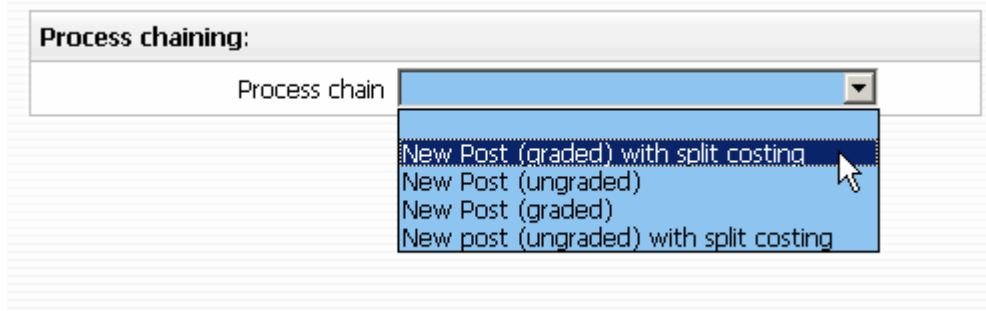 Process chaining:
Process chain
New Post (graded) with split costing
New Post (ungraded)
New Post (graded)
New post (ungraded) with split costing